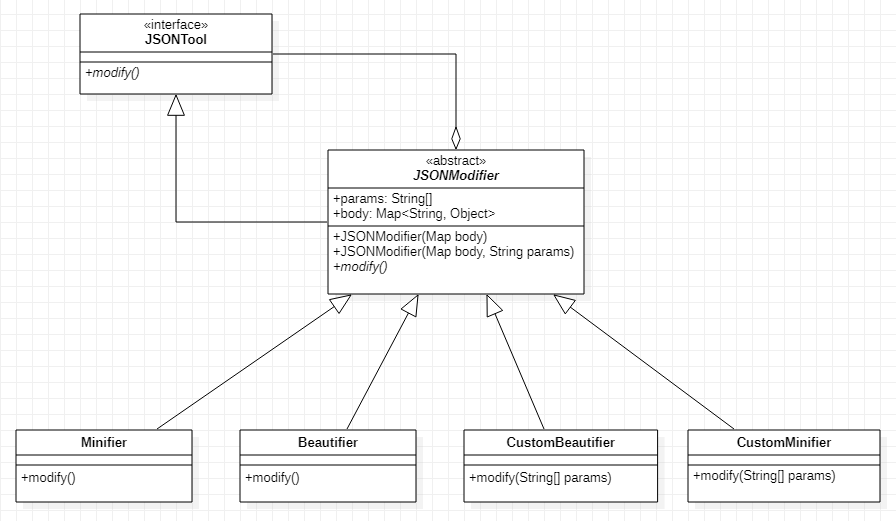 «interface»
JSONTool
+modify()
«abstract»
JSONModifier
+params: String[]
+body: Map<String, Object>
+JSONModifier(Map body)
+JSONModifier(Map body, String params)
+modify()
Minifier
+modify()
Beautifier
+modify()
CustomBeautifier
+modify(String[] params)
CustomMinifier
+modify(String[] params)